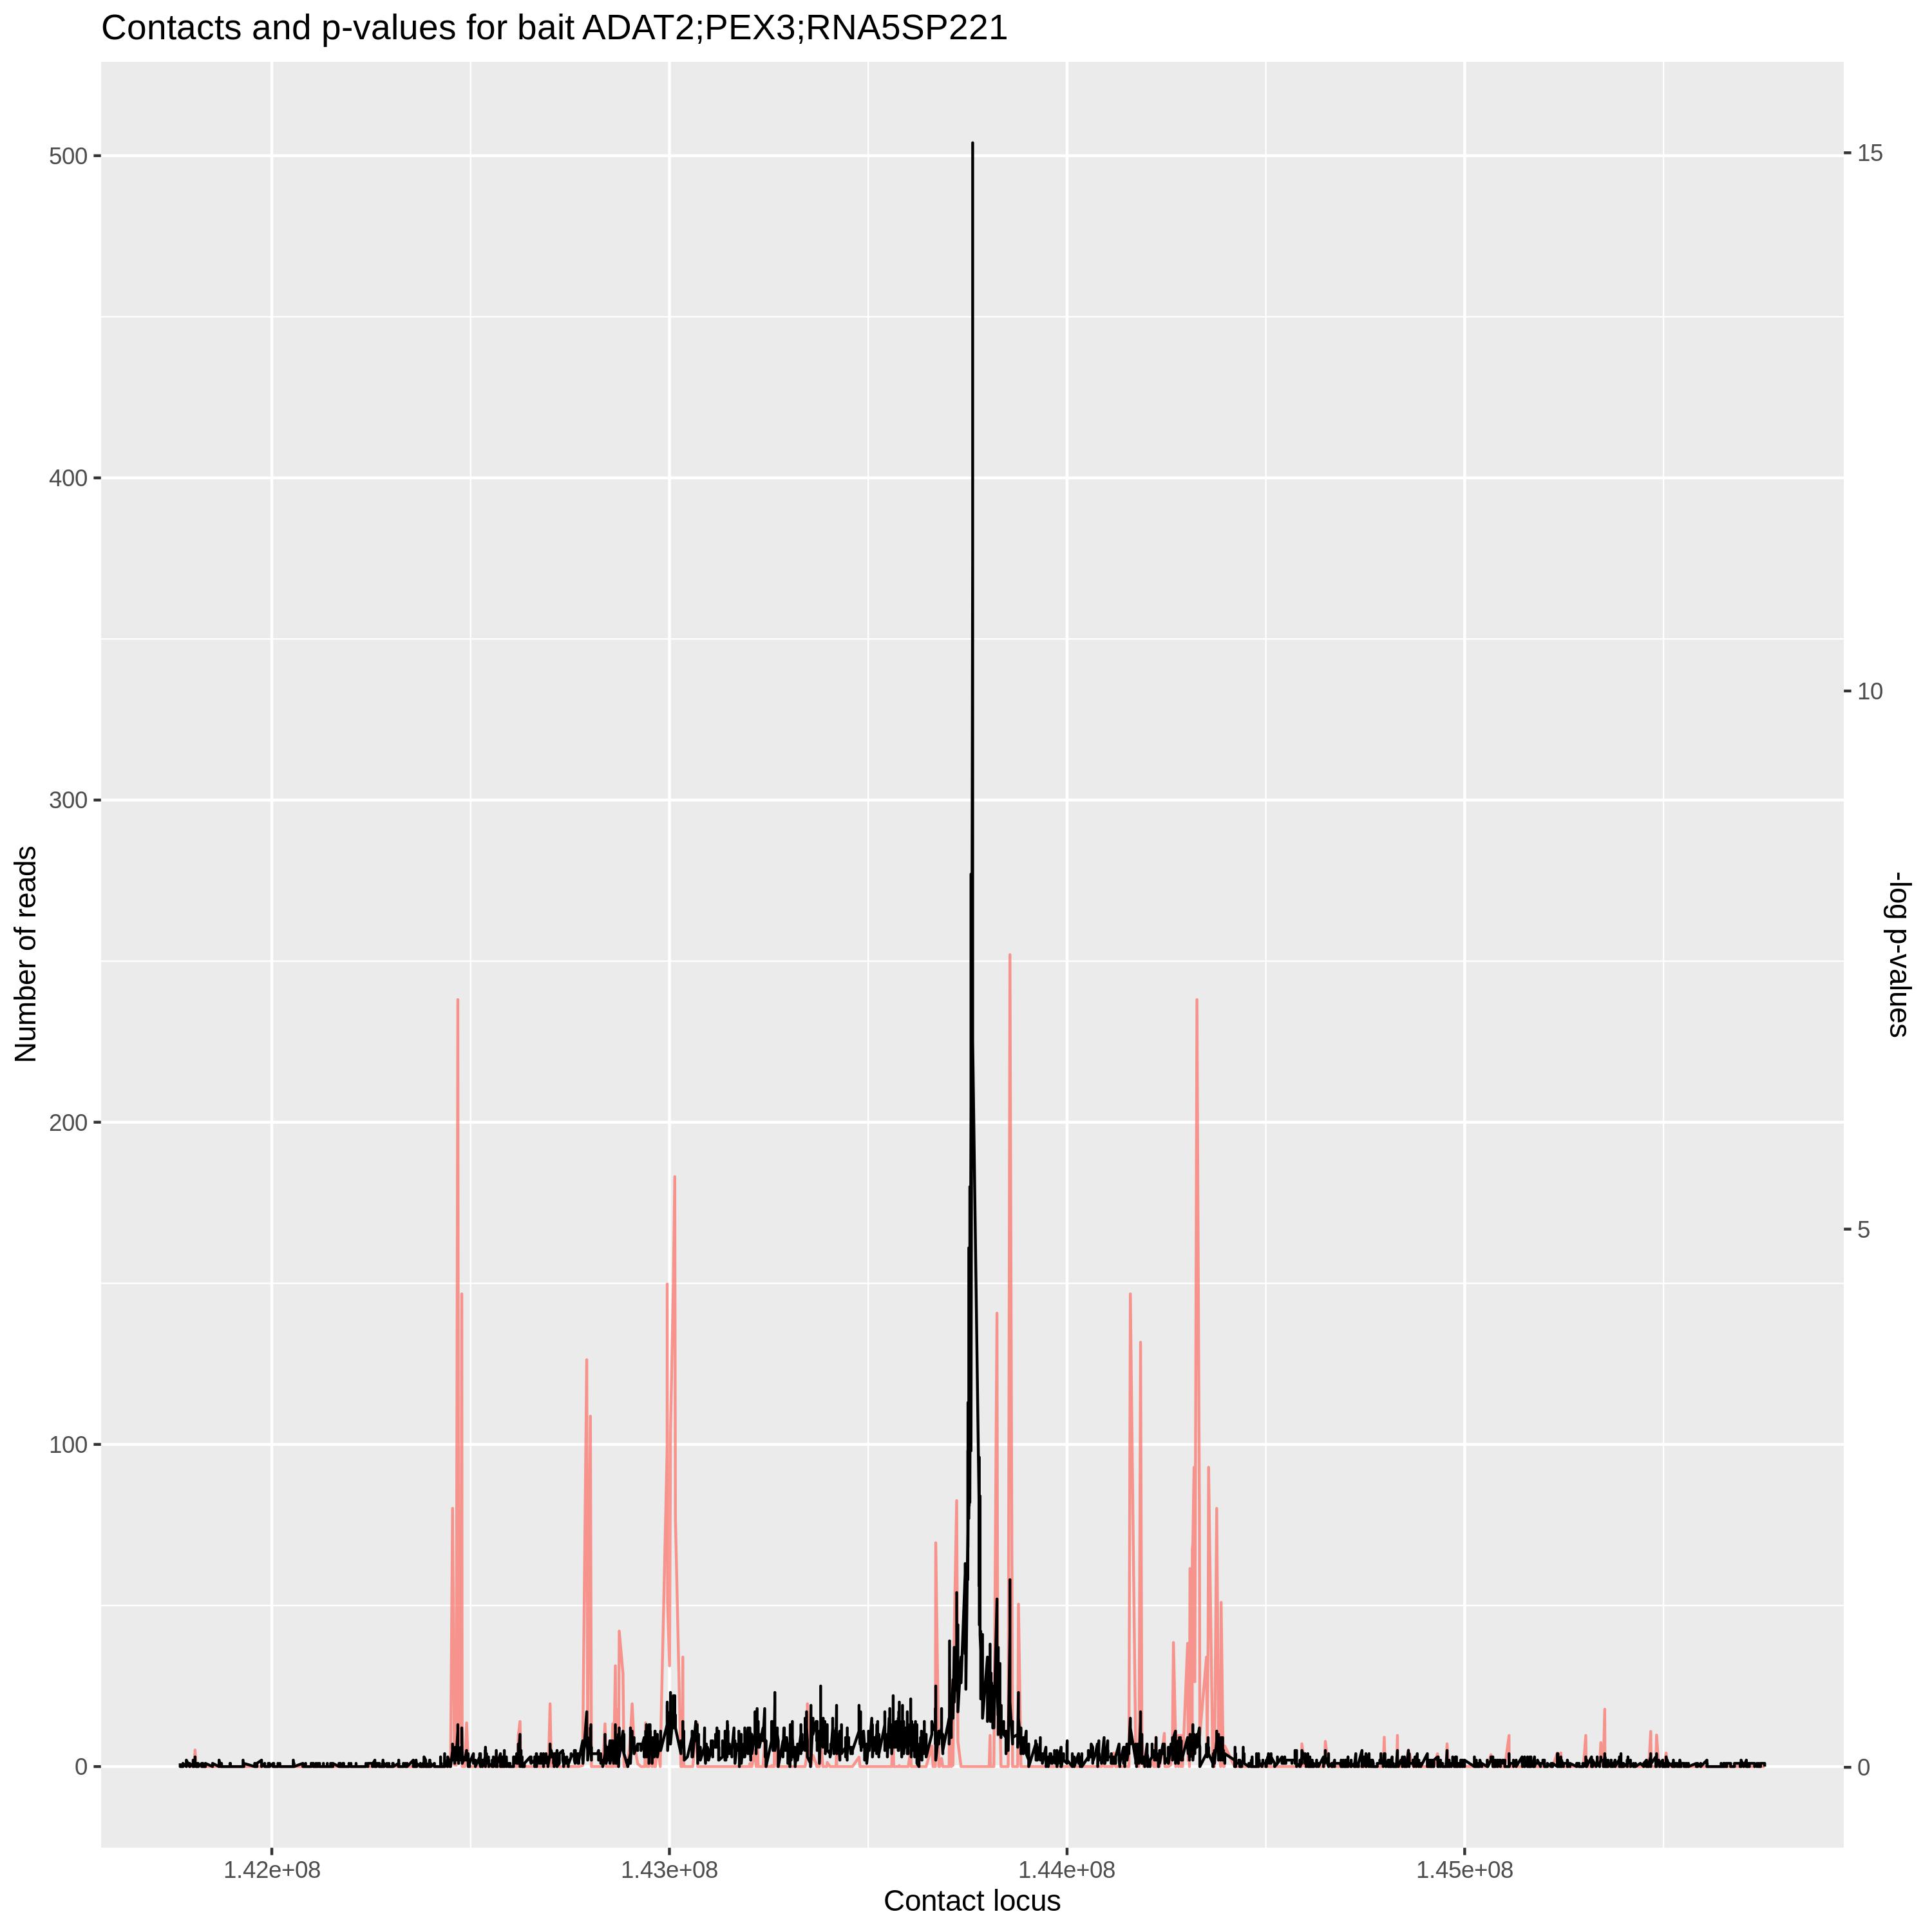 Contacts and p-values for bait ADAT2;PEX3;RNA5SP221
500
400
300
200
100
0
Number of reads
15
10
5
0
-log p-values
1.42e+08
1.43e+08
1.44e+08
1.45e+08
Contact locus